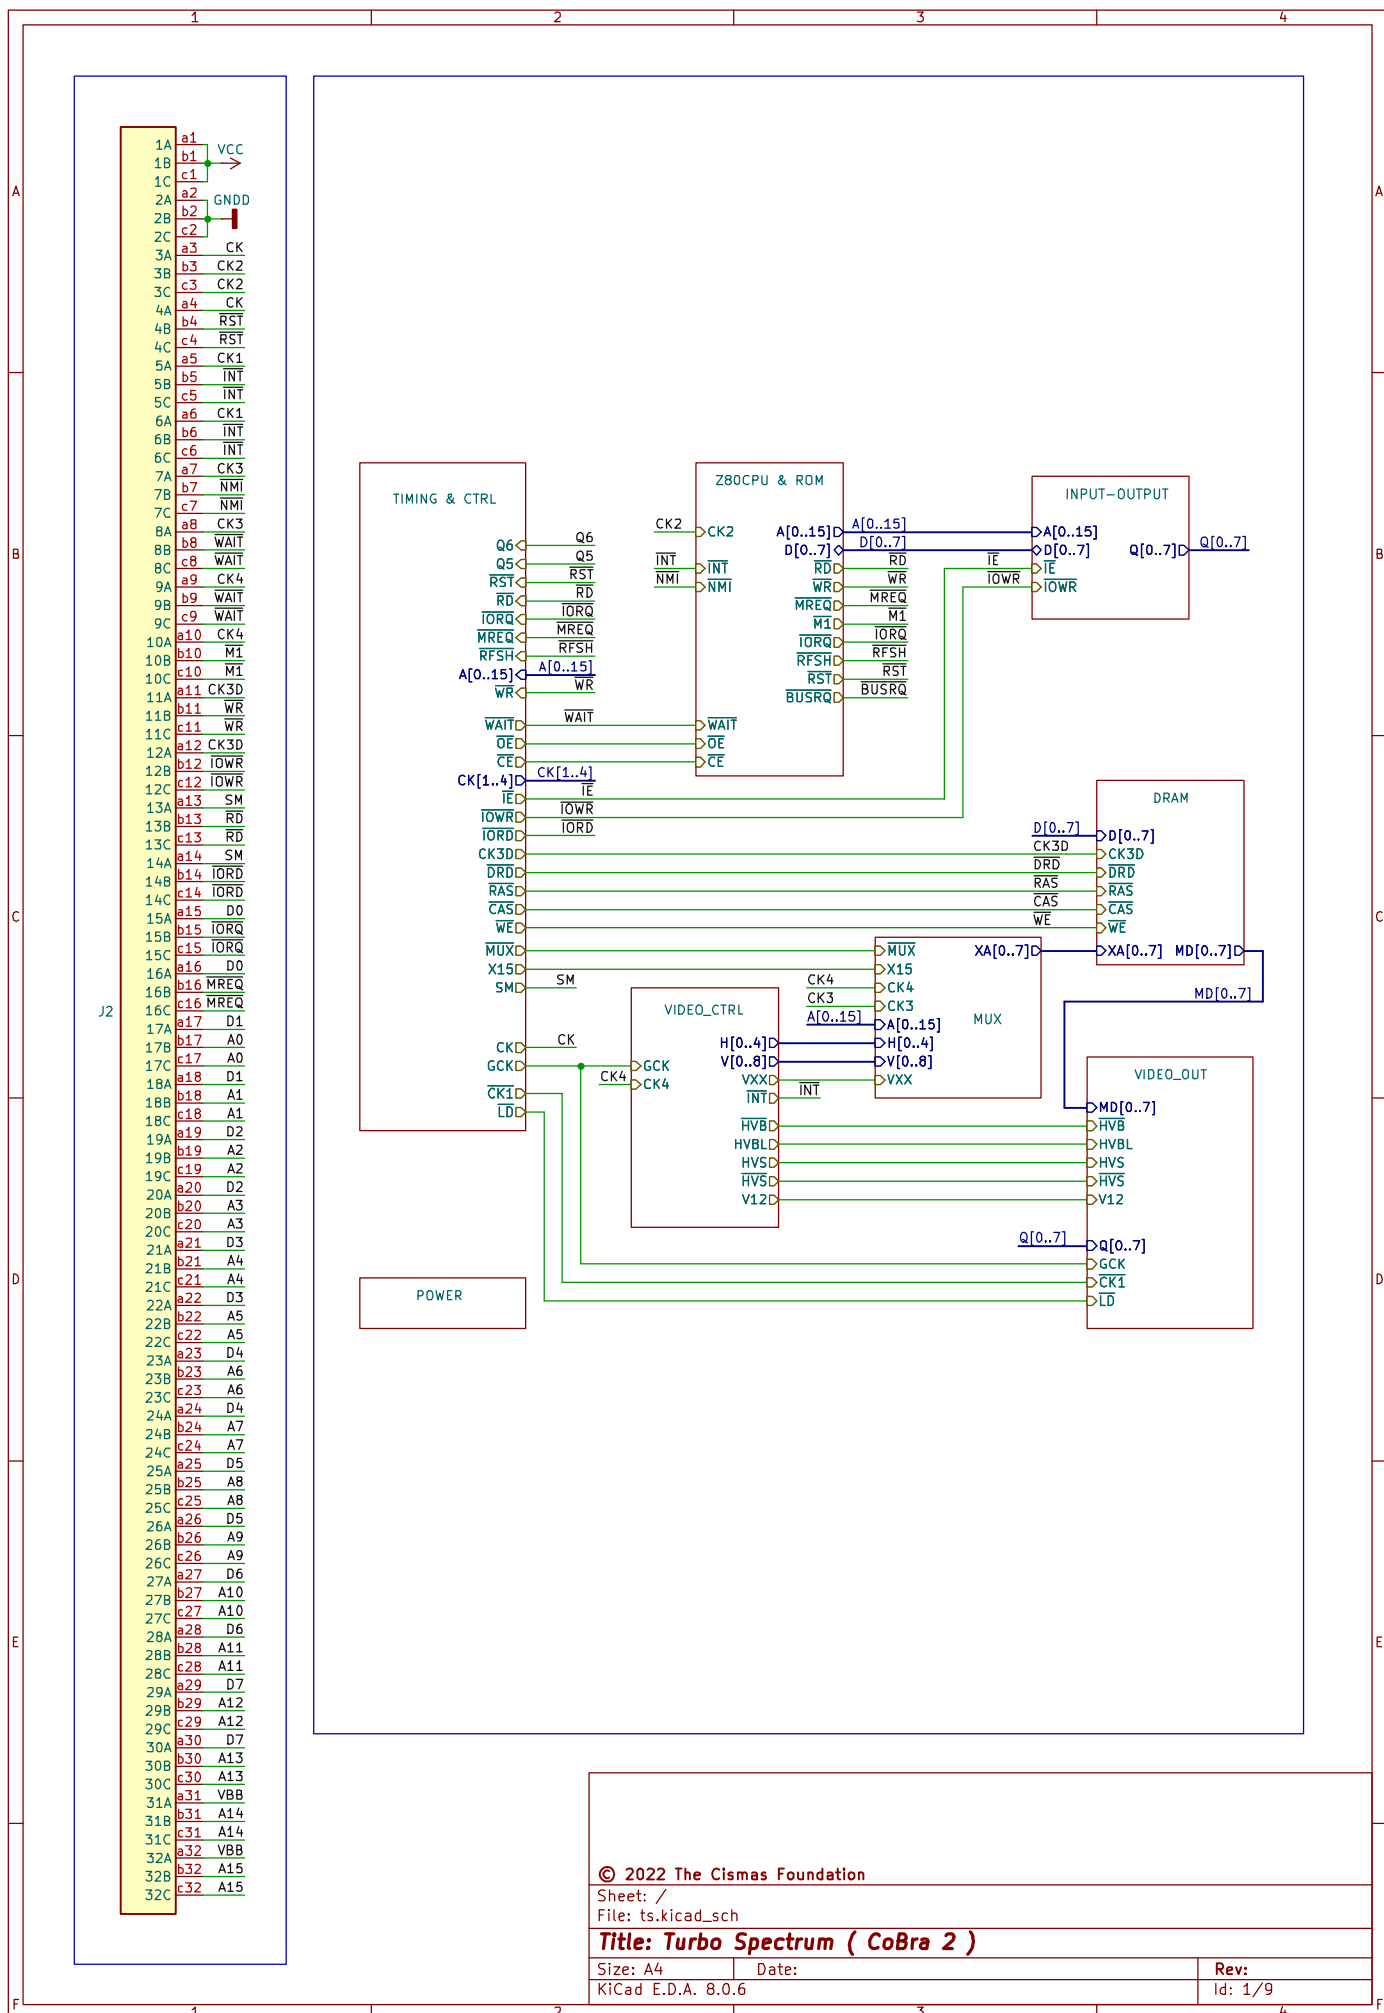 1 2 3 4
A A
B B
C C
D D
E E
F F
1 2 3 4
J2
VCC
GNDD
1A a1
1B b1
1C c1
2A a2
2B b2
2C c2
3A a3 CK
3B b3 CK2
3C c3 CK2
4A a4 CK
4B b4 RST
4C c4 RST
5A a5 CK1
5B b5 INT
5C c5 INT
6A a6 CK1
6B b6 INT
6C c6 INT
7A a7 CK3
7B b7 NMI
7C c7 NMI
8A a8 CK3
8B b8 WAIT
8C c8 WAIT
9A a9 CK4
9B b9 WAIT
9C c9 WAIT
10A a10 CK4
10B b10 M1
10C c10 M1
11A a11 CK3D
11B b11 WR
11C c11 WR
12A a12 CK3D
12B b12 IOWR
12C c12 IOWR
13A a13 SM
13B b13 RD
13C c13 RD
14A a14 SM
14B b14 IORD
14C c14 IORD
15A a15 D0
15B b15 IORQ
15C c15 IORQ
16A a16 D0
16B b16 MREQ
16C c16 MREQ
17A a17 D1
17B b17 A0
17C c17 A0
18A a18 D1
18B b18 A1
18C c18 A1
19A a19 D2
19B b19 A2
19C c19 A2
20A a20 D2
20B b20 A3
20C c20 A3
21A a21 D3
21B b21 A4
21C c21 A4
22A a22 D3
22B b22 A5
22C c22 A5
23A a23 D4
23B b23 A6
23C c23 A6
24A a24 D4
24B b24 A7
24C c24 A7
25A a25 D5
25B b25 A8
25C c25 A8
26A a26 D5
26B b26 A9
26C c26 A9
27A a27 D6
27B b27 A10
27C c27 A10
28A a28 D6
28B b28 A11
28C c28 A11
29A a29 D7
29B b29 A12
29C c29 A12
30A a30 D7
30B b30 A13
30C c30 A13
31A a31 VBB
31B b31 A14
31C c31 A14
32A a32 VBB
32B b32 A15
32C c32 A15
TIMING & CTRL
Q6 Q6
Q5 Q5
RST RST
RD RD
IORQ IORQ
MREQ MREQ
RFSH RFSH
A[0..15] A[0..15]
WR WR
WAIT WAIT
OE
CE
CK[1..4] CK[1..4]
IE IE
IOWR IOWR
IORD IORD
CK3D
DRD
RAS
CAS
WE
MUX
X15
SM SM
CK CK
GCK
CK1
LD
Z80CPU & ROM
CK2 CK2
INT INT
NMI NMI
WAIT
OE
CE
A[0..15] A[0..15]
D[0..7] D[0..7]
RD RD
WR WR
MREQ MREQ
M1 M1
IORQ IORQ
RFSH RFSH
RST RST
BUSRQ BUSRQ
INPUT-OUTPUT
A[0..15]
D[0..7]
IE IE
IOWR IOWR
Q[0..7] Q[0..7]
DRAM
D[0..7] D[0..7]
CK3D CK3D
DRD DRD
RAS RAS
CAS CAS
WE WE
XA[0..7] MD[0..7]
MD[0..7]
MUX
MUX XA[0..7]
X15
CK4 CK4
CK3 CK3
A[0..15] A[0..15]
H[0..4]
V[0..8]
VXX
VIDEO_CTRL
GCK
CK4 CK4
H[0..4]
V[0..8]
VXX
INT INT
HVB
HVBL
HVS
HVS
V12
VIDEO_OUT
MD[0..7]
HVB
HVBL
HVS
HVS
V12
Q[0..7] Q[0..7]
GCK
CK1
LD
POWER
© 2022 The Cismas Foundation
Sheet: /
File: ts.kicad_sch
Title: Turbo Spectrum ( CoBra 2 )
Size: A4 Date: Rev:
KiCad E.D.A. 8.0.6 Id: 1/9